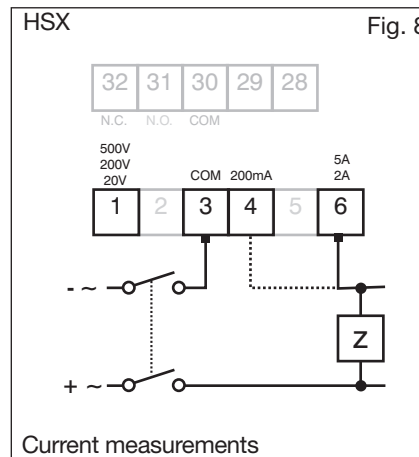 HSX Fig. 8
32 31 30 29 28
N.C. N.O. COM
500V
200V
20V
COM 200mA
5A
2A
1 2 3 4 5 6
- ~
Z
+ ~
Current measurements